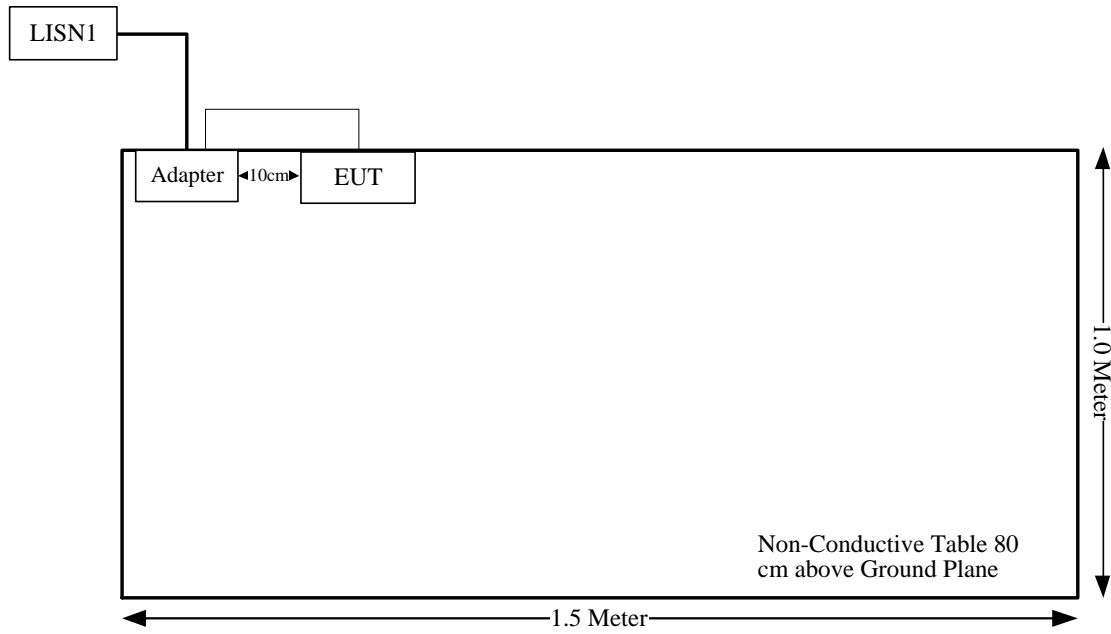 LISN1
Adapter
10cm
EUT
1.0 Meter
Non-Conductive Table 80
cm above Ground Plane
1.5 Meter